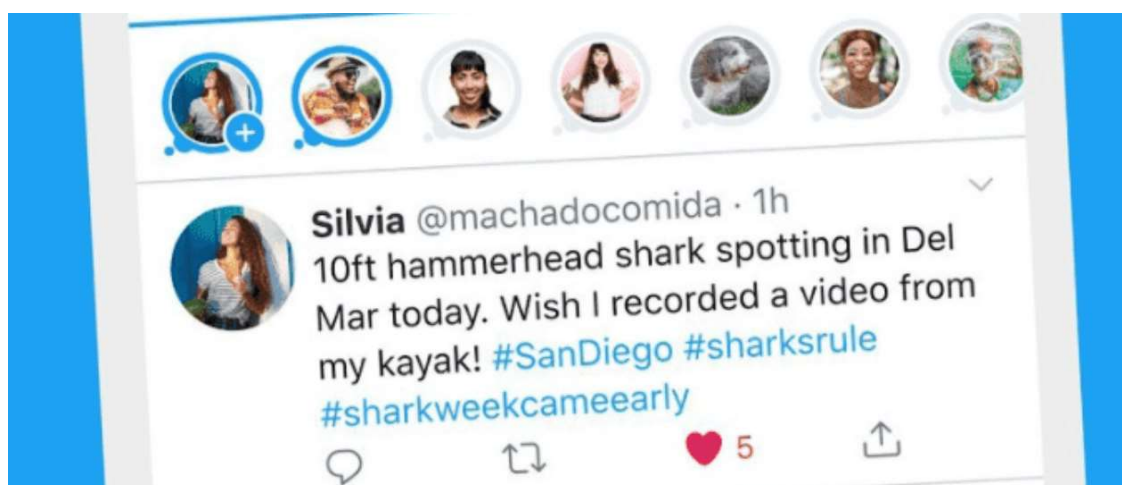 Silvia @machadocomida · 1h
10ft hammerhead shark spotting in Del
Mar today. Wish I recorded a video from
my kayak! #SanDiego #sharksrule
#sharkweekcameearly
5